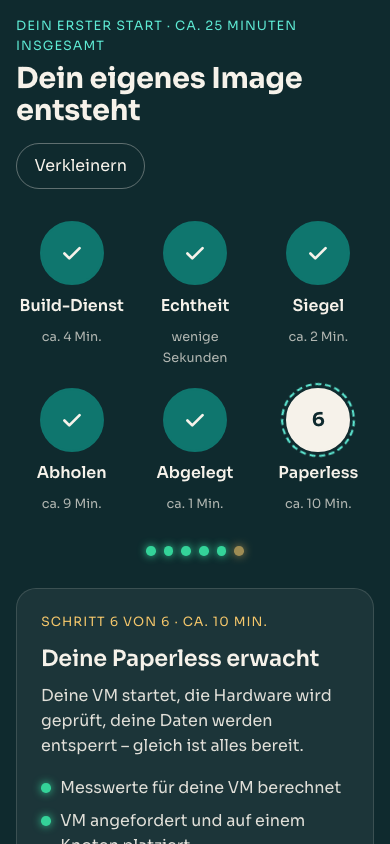 DEIN ERSTER START · CA. 25 MINUTEN
INSGESAMT
Dein eigenes Image
entsteht
Verkleinern
Build-Dienst
Echtheit
Siegel
ca. 4 Min.
wenige
Sekunden
ca. 2 Min.
6
Abholen
Abgelegt
Paperless
ca. 9 Min.
ca. 1 Min.
ca. 10 Min.
SCHRITT 6 VON 6 · CA. 10 MIN.
Deine Paperless erwacht
Deine VM startet, die Hardware wird
geprüft, deine Daten werden
entsperrt – gleich ist alles bereit.
Messwerte für deine VM berechnet
VM angefordert und auf einem
Knoten platziert